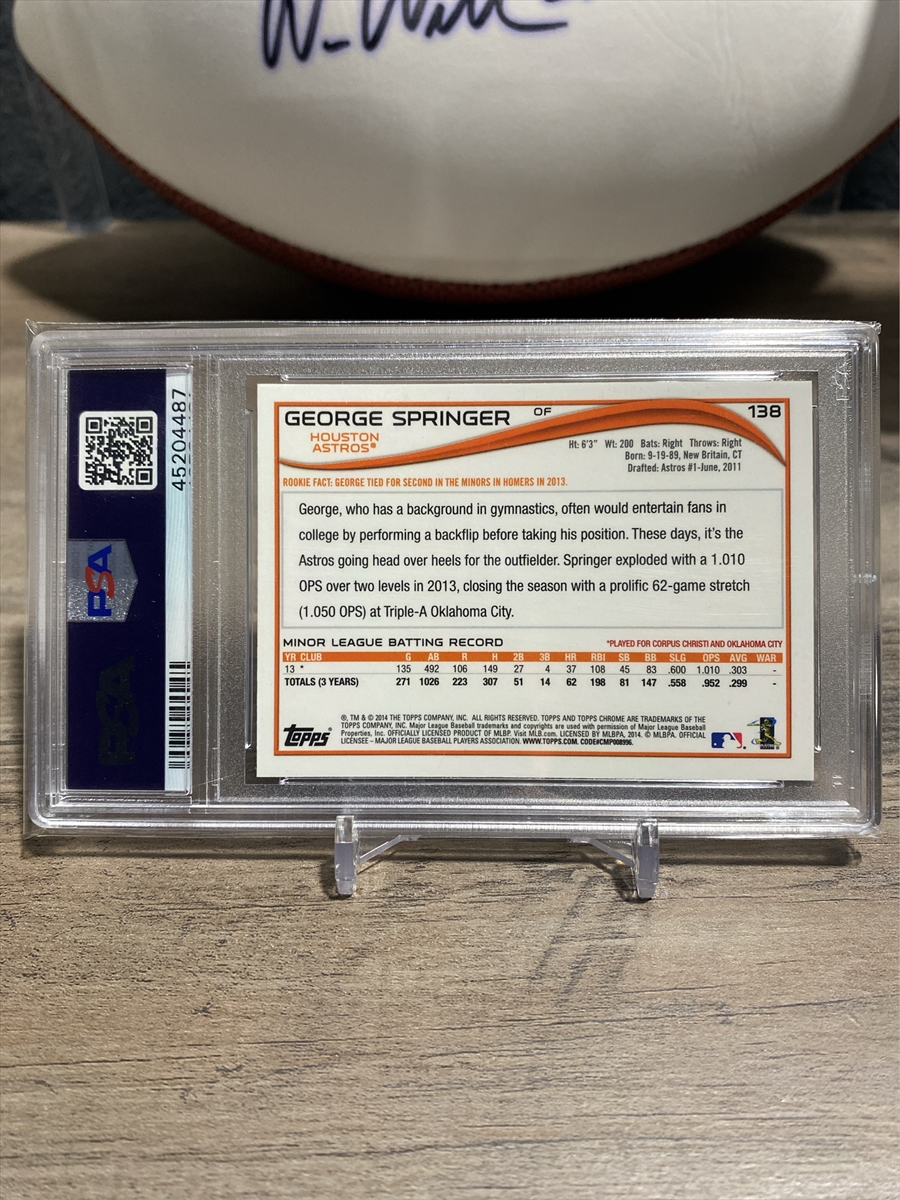 W. Wil
45204487
PSA
PSA
GEORGE SPRINGER OF 138
HOUSTON
ASTROS®
Ht: 6'3" Wt: 200 Bats: Right Throws: Right
Born: 9-19-89, New Britain, CT
Drafted: Astros #1-June, 2011
ROOKIE FACT: GEORGE TIED FOR SECOND IN THE MINORS IN HOMERS IN 2013.
George, who has a background in gymnastics, often would entertain fans in
college by performing a backflip before taking his position. These days, it's the
Astros going head over heels for the outfielder. Springer exploded with a 1.010
OPS over two levels in 2013, closing the season with a prolific 62-game stretch
(1.050 OPS) at Triple-A Oklahoma City.
MINOR LEAGUE BATTING RECORD *PLAYED FOR CORPUS CHRISTI AND OKLAHOMA CITY
YR CLUB G AB R H 2B 3B HR RBI SB BB SLG OPS AVG WAR
13 * 135 492 106 149 27 4 37 108 45 83 .600 1.010 .303 -
TOTALS (3 YEARS) 271 1026 223 307 51 14 62 198 81 147 .558 .952 .299 -
®, TM & © 2014 THE TOPPS COMPANY, INC. ALL RIGHTS RESERVED. TOPPS AND TOPPS CHROME ARE TRADEMARKS OF THE
TOPPS COMPANY, INC. Major League Baseball trademarks and copyrights are used with permission of Major League Baseball
Properties, Inc. OFFICIALLY LICENSED PRODUCT OF MLBP. Visit MLB.com. LICENSED BY MLBPA, 2014. © MLBPA. OFFICIAL
LICENSEE – MAJOR LEAGUE BASEBALL PLAYERS ASSOCIATION. WWW.TOPPS.COM. CODE#CMP008996.
topps®